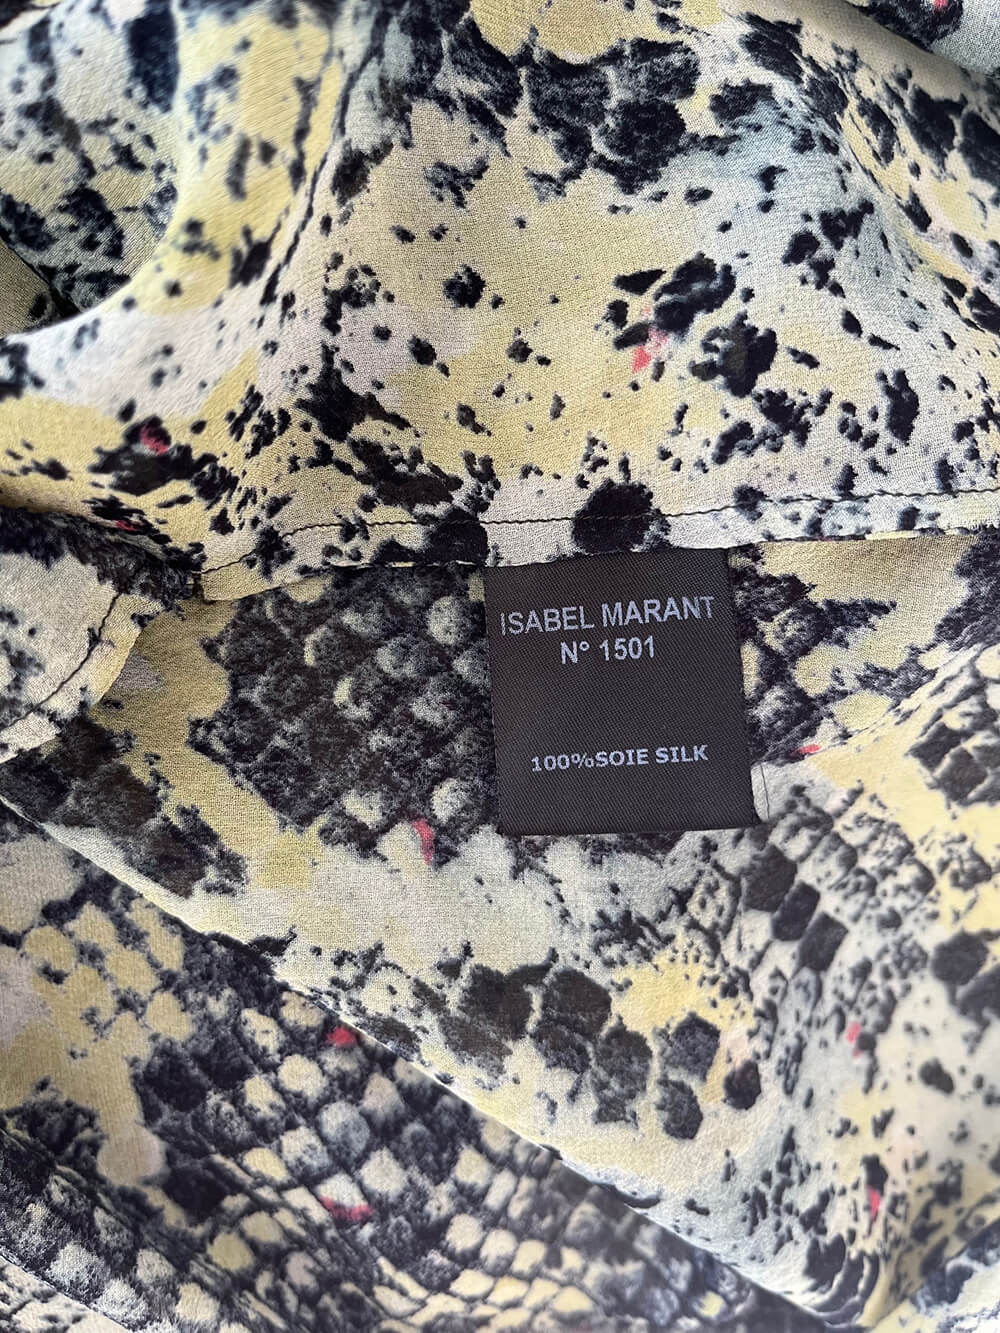 ISABEL MARANT
N° 1501
100%SOIE SILK